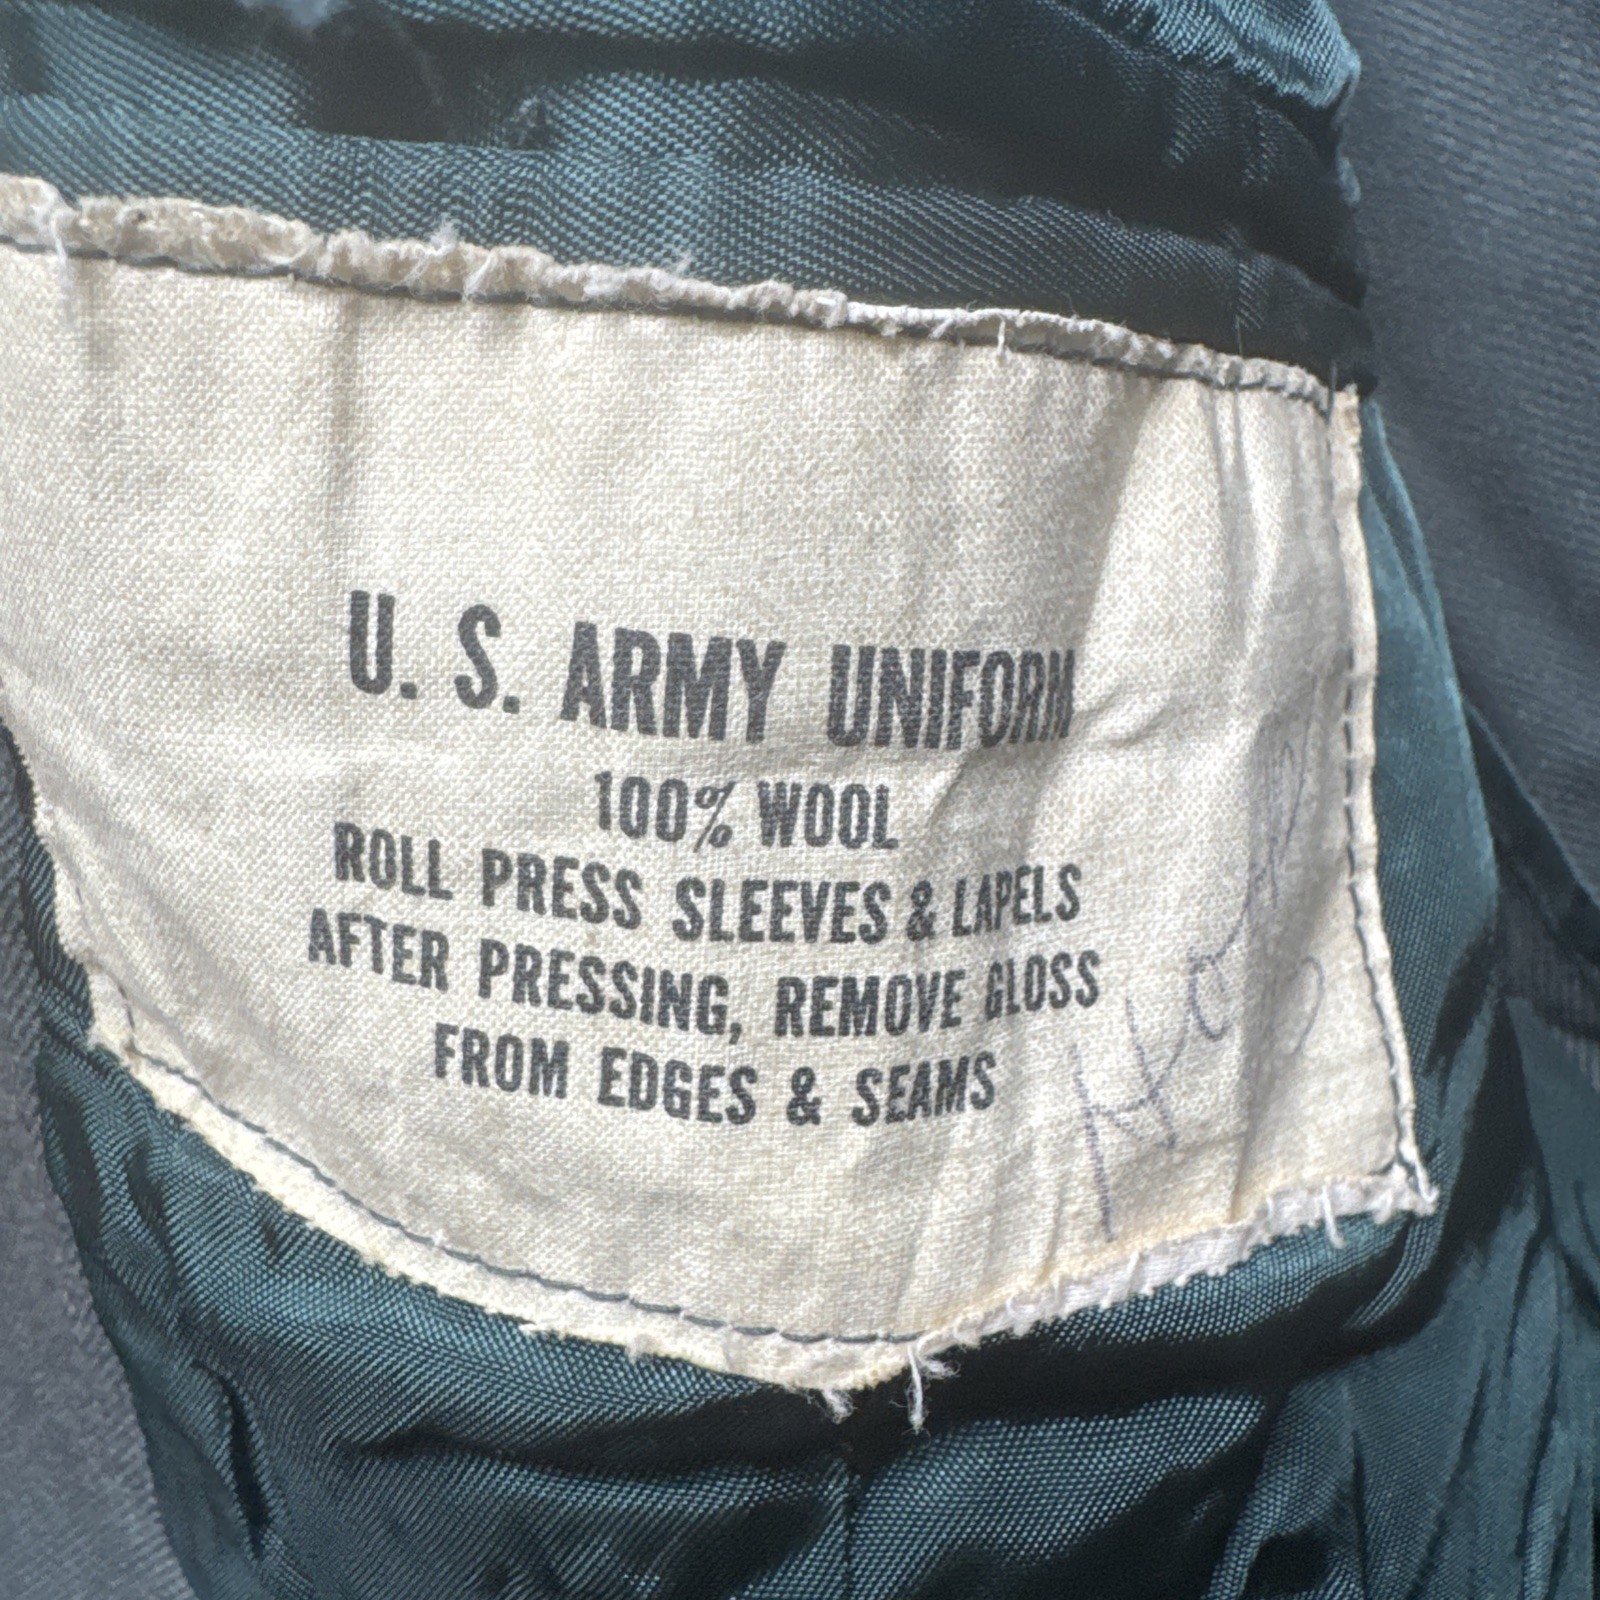 U. S. ARMY UNIFORM
100% WOOL
ROLL PRESS SLEEVES & LAPELS
AFTER PRESSING, REMOVE GLOSS
FROM EDGES & SEAMS